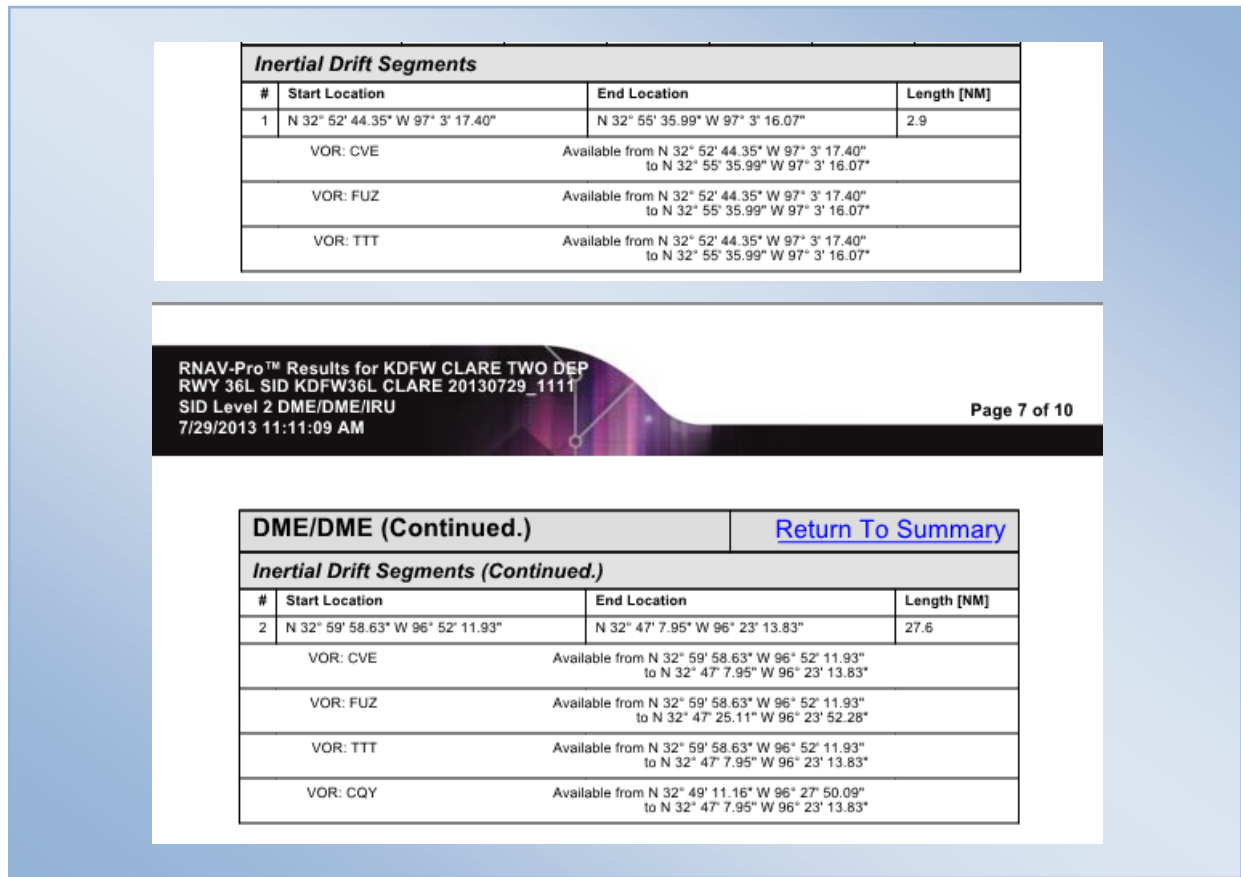 Inertial Drift Segments
# Start Location End Location Length [NM]
1 N 32° 52' 44.35" W 97° 3' 17.40" N 32° 55' 35.99" W 97° 3' 16.07" 2.9
VOR: CVE Available from N 32° 52' 44.35" W 97° 3' 17.40"
to N 32° 55' 35.99" W 97° 3' 16.07"
VOR: FUZ Available from N 32° 52' 44.35" W 97° 3' 17.40"
to N 32° 55' 35.99" W 97° 3' 16.07"
VOR: TTT Available from N 32° 52' 44.35" W 97° 3' 17.40"
to N 32° 55' 35.99" W 97° 3' 16.07"
RNAV-Pro™ Results for KDFW CLARE TWO DEP
RWY 36L SID KDFW36L CLARE 20130729_1111
SID Level 2 DME/DME/IRU
7/29/2013 11:11:09 AM
Page 7 of 10
DME/DME (Continued.) Return To Summary
Inertial Drift Segments (Continued.)
# Start Location End Location Length [NM]
2 N 32° 59' 58.63" W 96° 52' 11.93" N 32° 47' 7.95" W 96° 23' 13.83" 27.6
VOR: CVE Available from N 32° 59' 58.63" W 96° 52' 11.93"
to N 32° 47' 7.95" W 96° 23' 13.83"
VOR: FUZ Available from N 32° 59' 58.63" W 96° 52' 11.93"
to N 32° 47' 25.11" W 96° 23' 52.28"
VOR: TTT Available from N 32° 59' 58.63" W 96° 52' 11.93"
to N 32° 47' 7.95" W 96° 23' 13.83"
VOR: CQY Available from N 32° 49' 11.16" W 96° 27' 50.09"
to N 32° 47' 7.95" W 96° 23' 13.83"